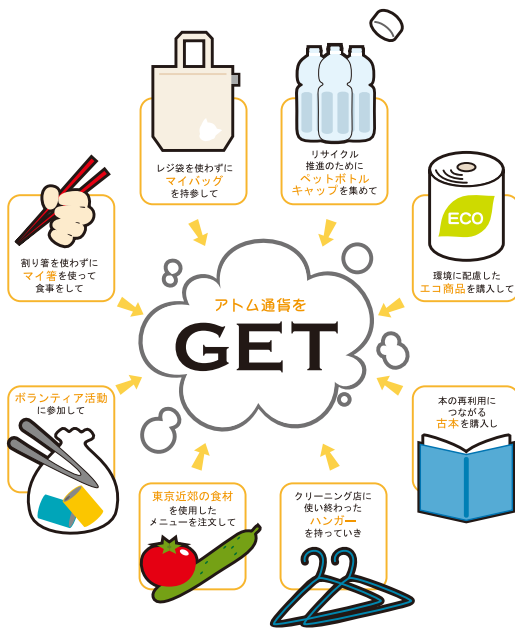 レジ袋を使わずに
マイバッグ
を持参して
リサイクル
推進のために
ペットボトル
キャップを集めて
割り箸を使わずに
マイ箸を使って
食事をして
ECO
環境に配慮した
エコ商品を購入して
アトム通貨を
GET
ボランティア活動
に参加して
本の再利用に
つながる
古本を購入し
東京近郊の食材
を使用した
メニューを注文して
クリーニング店に
使い終わった
ハンガー
を持っていき